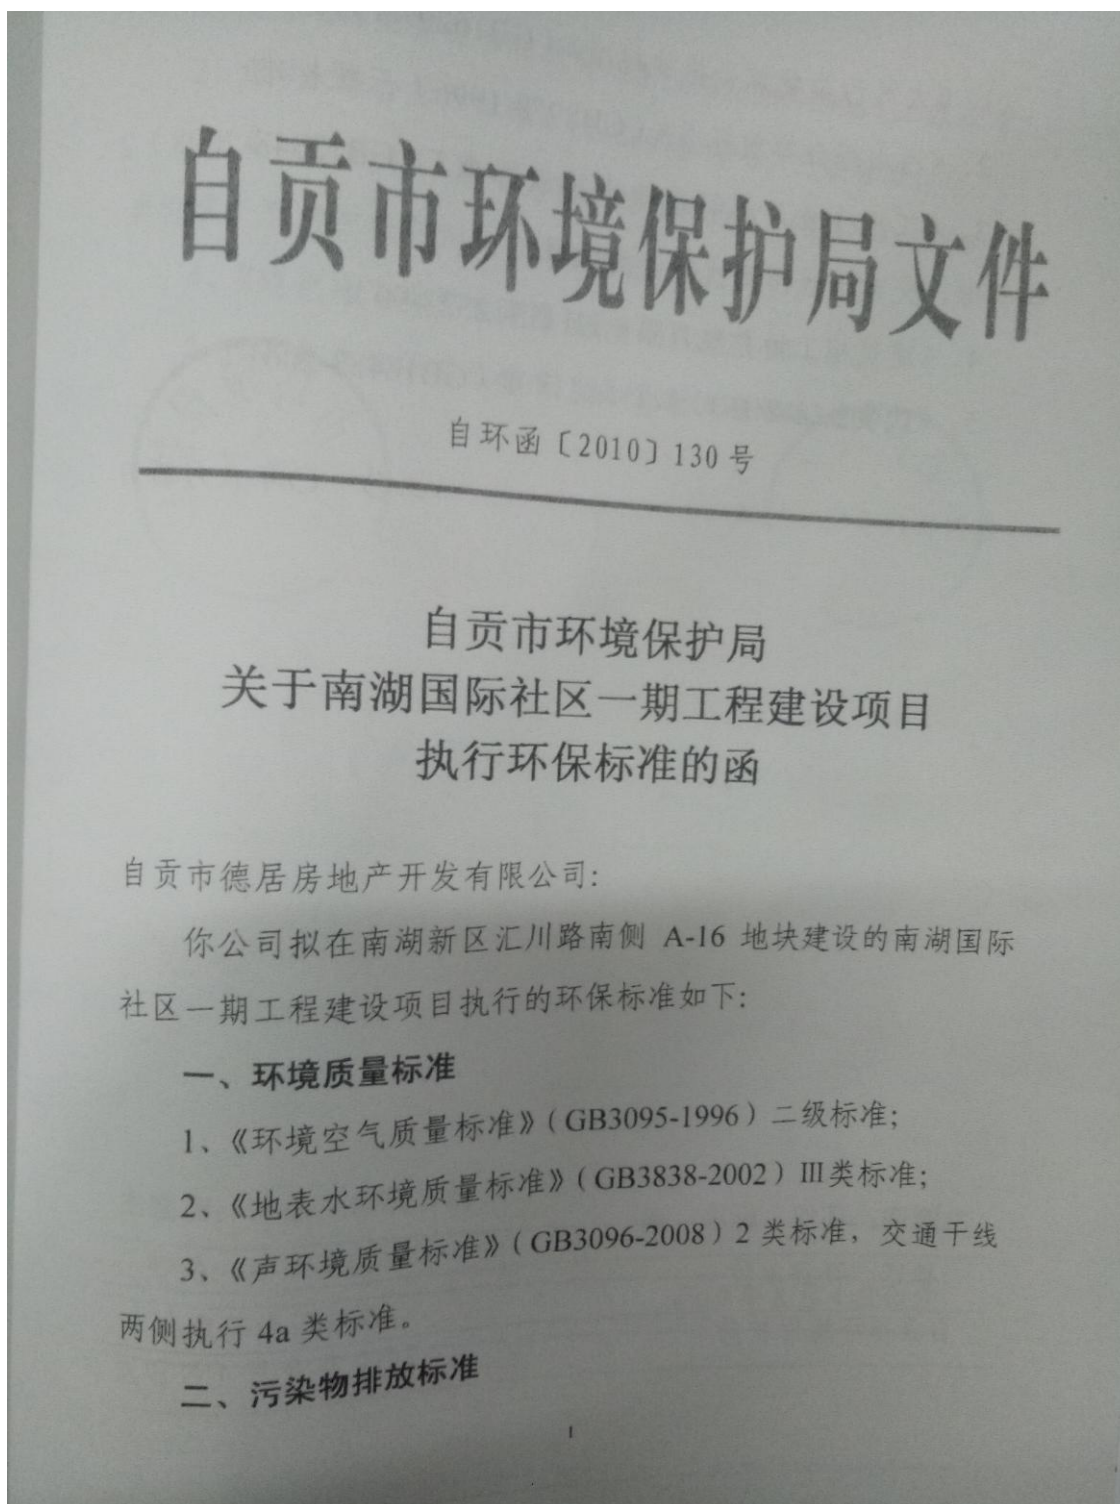 自贡市环境保护局文件
自环函〔2010〕130号
自贡市环境保护局
关于南湖国际社区一期工程建设项目
执行环保标准的函
自贡市德居房地产开发有限公司:
你公司拟在南湖新区汇川路南侧 A-16 地块建设的南湖国际
社区一期工程建设项目执行的环保标准如下:
一、环境质量标准
1、《环境空气质量标准》(GB3095-1996)二级标准;
2、《地表水环境质量标准》(GB3838-2002)Ⅲ类标准;
3、《声环境质量标准》(GB3096-2008)2 类标准，交通干线
两侧执行 4a 类标准。
二、污染物排放标准
1